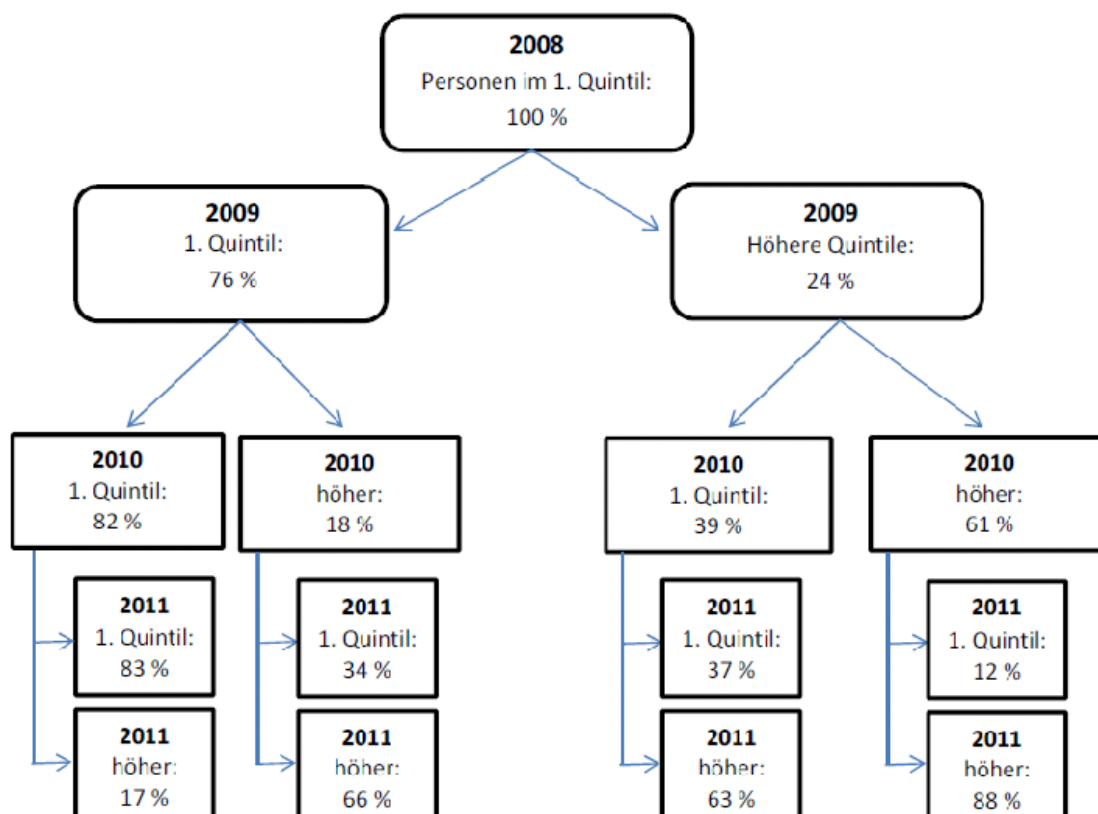 2008
Personen im 1. Quintil:
100 %
2009
1. Quintil:
76 %
2009
Höhere Quintile:
24 %
2010
1. Quintil:
82 %
2010
höher:
18 %
2010
1. Quintil:
39 %
2010
höher:
61 %
2011
1. Quintil:
83 %
2011
1. Quintil:
34 %
2011
1. Quintil:
37 %
2011
1. Quintil:
12 %
2011
höher:
17 %
2011
höher:
66 %
2011
höher:
63 %
2011
höher:
88 %